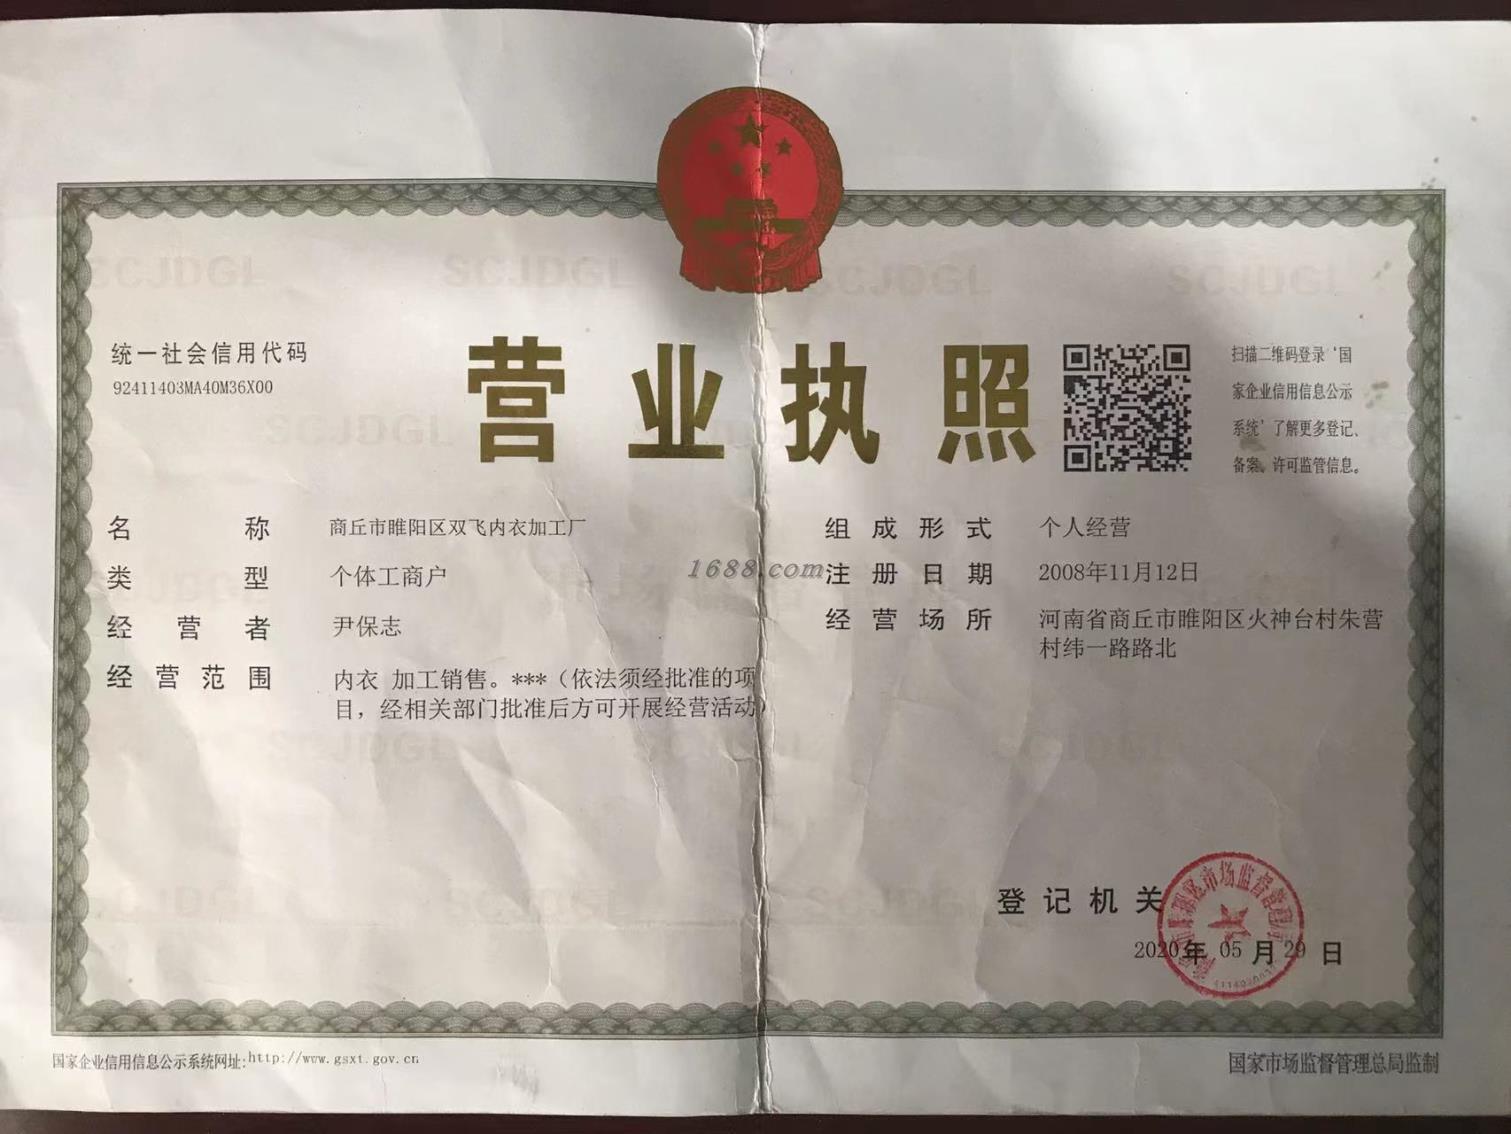 统一社会信用代码
92411403MA40M36X00
营业执照
扫描二维码登录‘国
家企业信用信息公示
系统’了解更多登记、
备案、许可监管信息。
名称 商丘市睢阳区双飞内衣加工厂
类型 个体工商户
经营者 尹保志
经营范围 内衣 加工销售。***（依法须经批准的项
目，经相关部门批准后方可开展经营活动）
组成形式 个人经营
注册日期 2008年11月12日
经营场所 河南省商丘市睢阳区火神台村朱营
村纬一路路北
1688.com
登记机关
2020年05月29日
国家企业信用信息公示系统网址:http://www.gsxt.gov.cn
国家市场监督管理总局监制
SCJDGL
SCJDGL
SCJDGL
SCJDGL
SCJDGL
SCJDGL